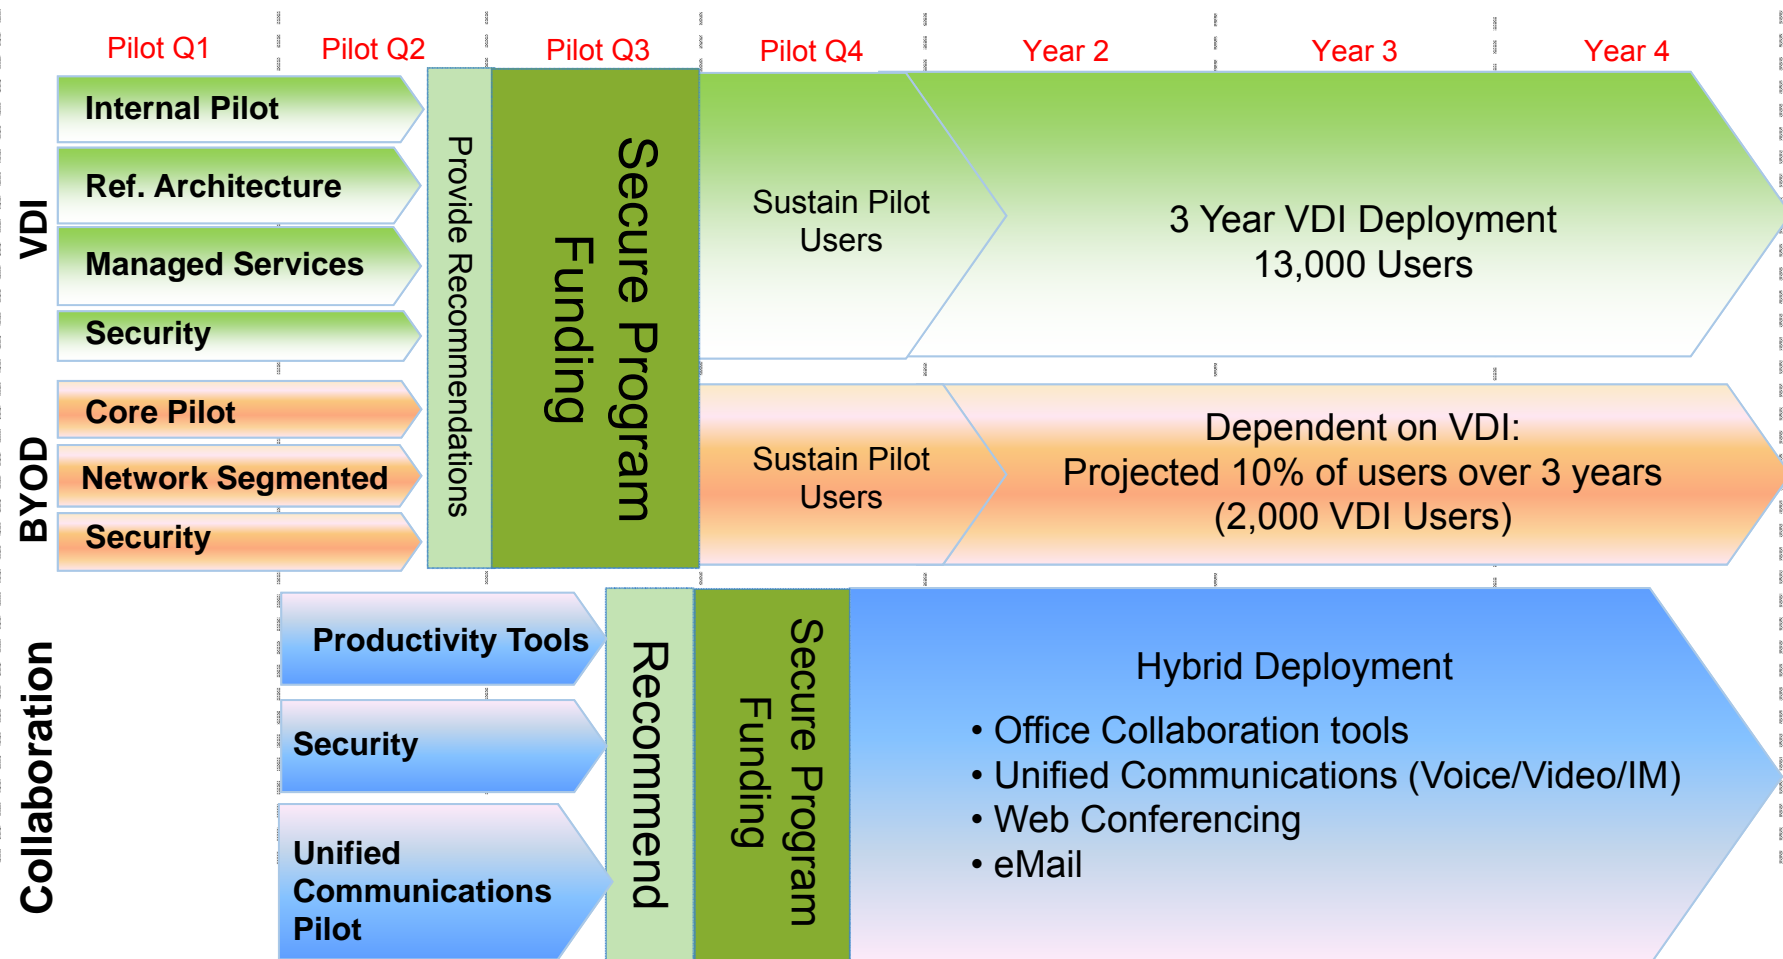 Pilot Q1
Pilot Q2
Pilot Q3
Pilot Q4
Year 2
Year 3
Year 4
VDI
Internal Pilot
Ref. Architecture
Managed Services
Security
BYOD
Core Pilot
Network Segmented
Security
Provide Recommendations
Secure Program
Funding
Sustain Pilot
Users
3 Year VDI Deployment
13,000 Users
Sustain Pilot
Users
Dependent on VDI:
Projected 10% of users over 3 years
(2,000 VDI Users)
Collaboration
Productivity Tools
Security
Unified
Communications
Pilot
Recommend
Secure Program
Funding
Hybrid Deployment
• Office Collaboration tools
• Unified Communications (Voice/Video/IM)
• Web Conferencing
• eMail